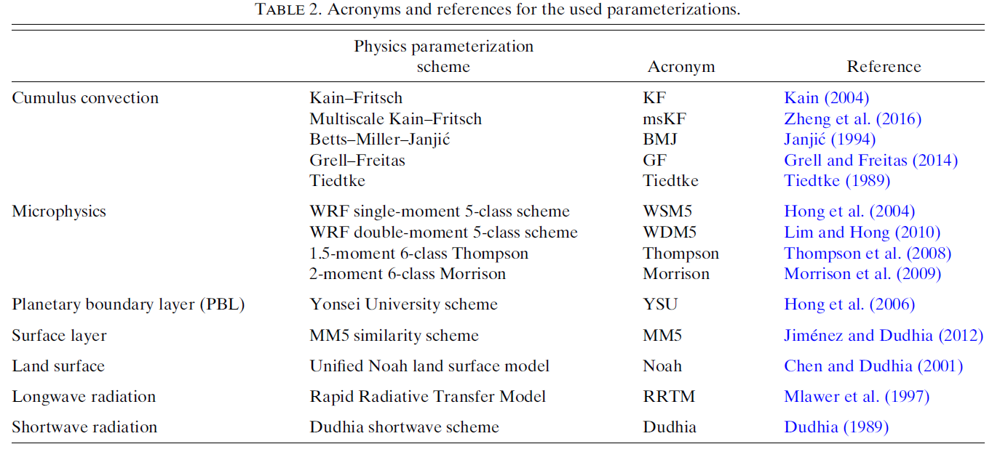 TABLE 2. Acronyms and references for the used parameterizations.
Physics parameterization
scheme Acronym Reference
Cumulus convection Kain–Fritsch KF Kain (2004)
Multiscale Kain–Fritsch msKF Zheng et al. (2016)
Betts–Miller–Janjić BMJ Janjić (1994)
Grell–Freitas GF Grell and Freitas (2014)
Tiedtke Tiedtke Tiedtke (1989)
Microphysics WRF single-moment 5-class scheme WSM5 Hong et al. (2004)
WRF double-moment 5-class scheme WDM5 Lim and Hong (2010)
1.5-moment 6-class Thompson Thompson Thompson et al. (2008)
2-moment 6-class Morrison Morrison Morrison et al. (2009)
Planetary boundary layer (PBL) Yonsei University scheme YSU Hong et al. (2006)
Surface layer MM5 similarity scheme MM5 Jiménez and Dudhia (2012)
Land surface Unified Noah land surface model Noah Chen and Dudhia (2001)
Longwave radiation Rapid Radiative Transfer Model RRTM Mlawer et al. (1997)
Shortwave radiation Dudhia shortwave scheme Dudhia Dudhia (1989)